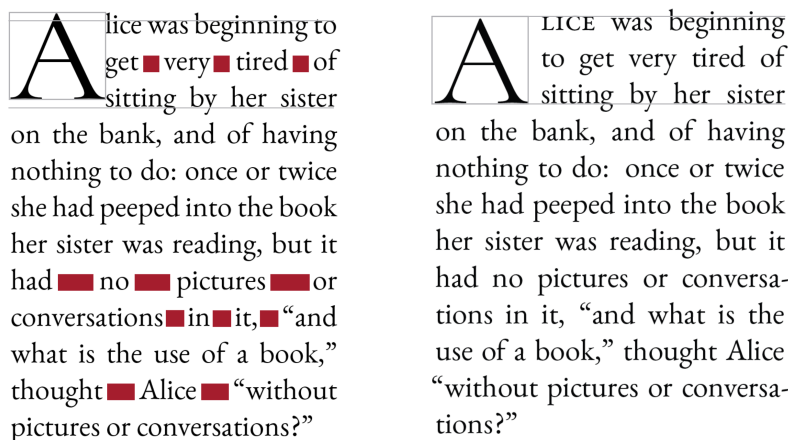 Alice was beginning to
get very tired of
sitting by her sister
on the bank, and of having
nothing to do: once or twice
she had peeped into the book
her sister was reading, but it
had no pictures or
conversations in it, “and
what is the use of a book,”
thought Alice “without
pictures or conversations?”
ALICE was beginning
to get very tired of
sitting by her sister
on the bank, and of having
nothing to do: once or twice
she had peeped into the book
her sister was reading, but it
had no pictures or conversa-
tions in it, “and what is the
use of a book,” thought Alice
“without pictures or conversa-
tions?”